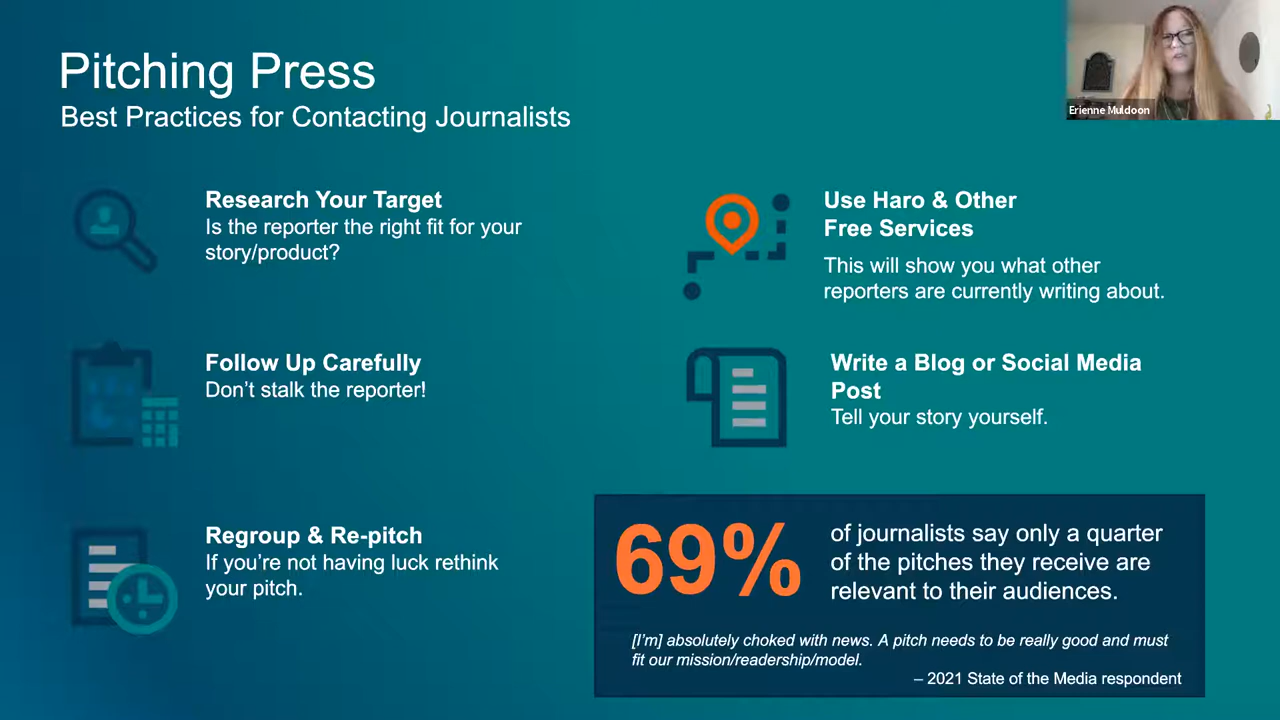 Pitching Press
Best Practices for Contacting Journalists
Erienne Muldoon
Research Your Target
Is the reporter the right fit for your
story/product?
Follow Up Carefully
Don’t stalk the reporter!
Regroup & Re-pitch
If you’re not having luck rethink
your pitch.
Use Haro & Other
Free Services
This will show you what other
reporters are currently writing about.
Write a Blog or Social Media
Post
Tell your story yourself.
69%
of journalists say only a quarter
of the pitches they receive are
relevant to their audiences.
[I’m] absolutely choked with news. A pitch needs to be really good and must
fit our mission/readership/model.
– 2021 State of the Media respondent